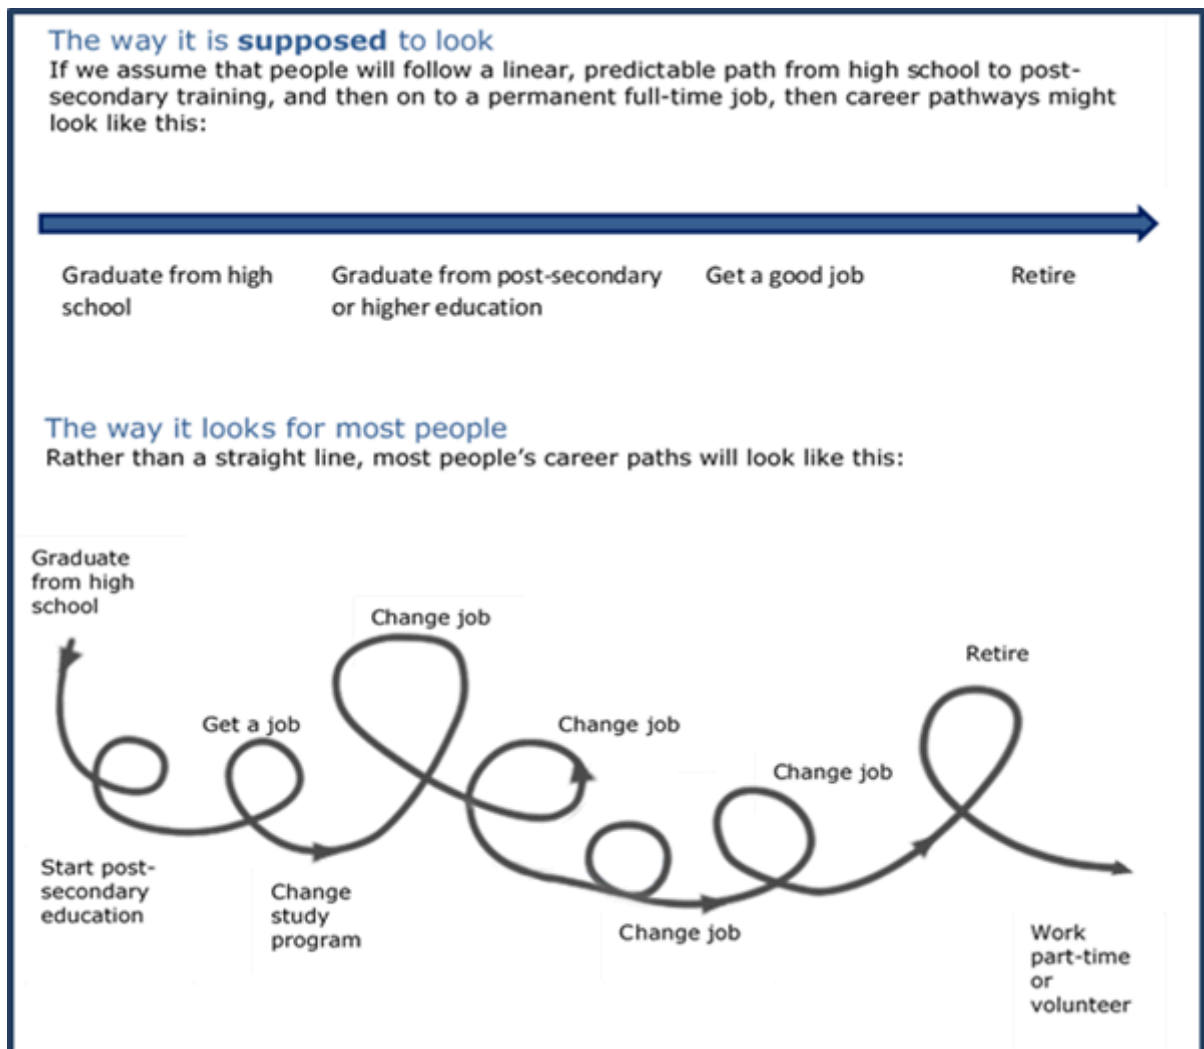 The way it is supposed to look
If we assume that people will follow a linear, predictable path from high school to post-
secondary training, and then on to a permanent full-time job, then career pathways might
look like this:
Graduate from high
school
Graduate from post-secondary
or higher education
Get a good job
Retire
The way it looks for most people
Rather than a straight line, most people’s career paths will look like this:
Graduate
from high
school
Start post-
secondary
education
Get a job
Change
study
program
Change job
Change job
Change job
Change job
Retire
Work
part-time
or
volunteer